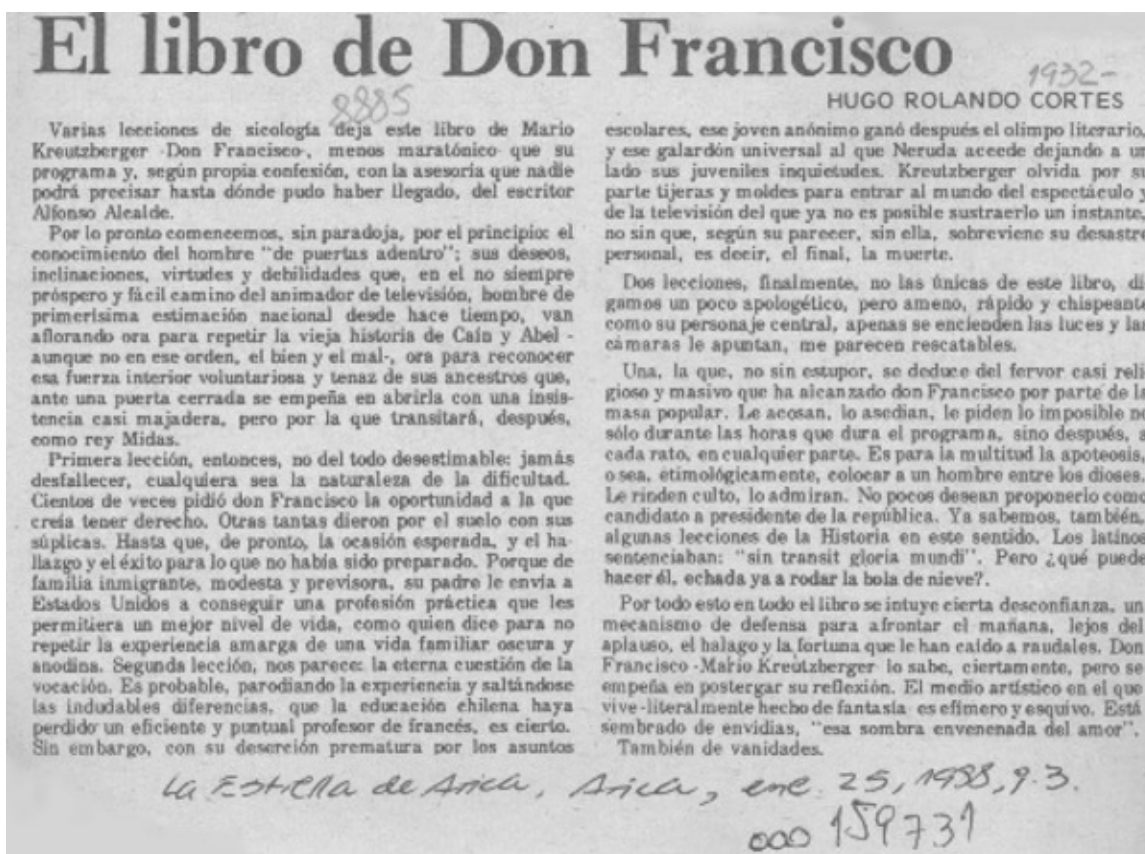 El libro de Don Francisco
1932-
8885
HUGO ROLANDO CORTES
Varias lecciones de sicología deja este libro de Mario
Kreutzberger -Don Francisco-, menos maratónico que su
programa y, según propia confesión, con la asesoría que nadie
podrá precisar hasta dónde pudo haber llegado, del escritor
Alfonso Alcalde.
Por lo pronto comencemos, sin paradoja, por el principio: el
conocimiento del hombre "de puertas adentro"; sus deseos,
inclinaciones, virtudes y debilidades que, en el no siempre
próspero y fácil camino del animador de televisión, hombre de
primerísima estimación nacional desde hace tiempo, van
aflorando ora para repetir la vieja historia de Caín y Abel -
aunque no en ese orden, el bien y el mal-, ora para reconocer
esa fuerza interior voluntariosa y tenaz de sus ancestros que,
ante una puerta cerrada se empeña en abrirla con una insis-
tencia casi majadera, pero por la que transitará, después,
como rey Midas.
Primera lección, entonces, no del todo desestimable: jamás
desfallecer, cualquiera sea la naturaleza de la dificultad.
Cientos de veces pidió don Francisco la oportunidad a la que
creía tener derecho. Otras tantas dieron por el suelo con sus
súplicas. Hasta que, de pronto, la ocasión esperada, y el ha-
llazgo y el éxito para lo que no había sido preparado. Porque de
familia inmigrante, modesta y previsora, su padre le envía a
Estados Unidos a conseguir una profesión práctica que les
permitiera un mejor nivel de vida, como quien dice para no
repetir la experiencia amarga de una vida familiar oscura y
anodina. Segunda lección, nos parece: la eterna cuestión de la
vocación. Es probable, parodiando la experiencia y saltándose
las indudables diferencias, que la educación chilena haya
perdido un eficiente y puntual profesor de francés, es cierto.
Sin embargo, con su deserción prematura por los asuntos
escolares, ese joven anónimo ganó después el olimpo literario,
y ese galardón universal al que Neruda accede dejando a un
lado sus juveniles inquietudes. Kreutzberger olvida por su
parte tijeras y moldes para entrar al mundo del espectáculo
de la televisión del que ya no es posible sustraerlo un instante,
no sin que, según su parecer, sin ella, sobreviene su desastre
personal, es decir, el final, la muerte.
Dos lecciones, finalmente, no las únicas de este libro, di-
gamos un poco apologético, pero ameno, rápido y chispeante
como su personaje central, apenas se encienden las luces y las
cámaras le apuntan, me parecen rescatables.
Una, la que, no sin estupor, se deduce del fervor casi reli-
gioso y masivo que ha alcanzado don Francisco por parte de la
masa popular. Le acosan, lo asedian, le piden lo imposible no
sólo durante las horas que dura el programa, sino después, a
cada rato, en cualquier parte. Es para la multitud la apoteosis,
o sea, etimológicamente, colocar a un hombre entre los dioses.
Le rinden culto, lo admiran. No pocos desean proponerlo como
candidato a presidente de la república. Ya sabemos, también,
algunas lecciones de la Historia en este sentido. Los latinos
sentenciaban: "sin transit gloria mundi". Pero ¿qué puede
hacer él, echada ya a rodar la bola de nieve?.
Por todo esto en todo el libro se intuye cierta desconfianza, un
mecanismo de defensa para afrontar el mañana, lejos del
aplauso, el halago y la fortuna que le han caído a raudales. Don
Francisco -Mario Kreutzberger- lo sabe, ciertamente, pero se
empeña en postergar su reflexión. El medio artístico en el que
vive -literalmente hecho de fantasía- es efímero y esquivo. Está
sembrado de envidias, "esa sombra envenenada del amor".
También de vanidades.
La Estrella de Arica, Arica, ene. 25, 1988, p. 3.
000 159731